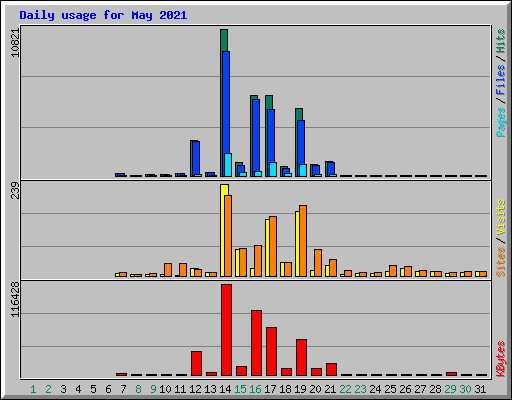 Daily usage for May 2021
10821
Pages / Files / Hits
239
Sites / Visits
116428
KBytes
1 2 3 4 5 6 7 8 9 10 11 12 13 14 15 16 17 18 19 20 21 22 23 24 25 26 27 28 29 30 31